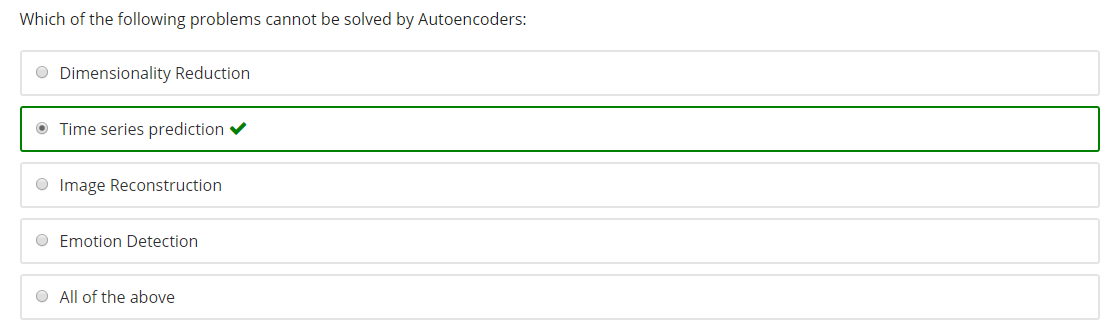 Which of the following problems cannot be solved by Autoencoders:
Dimensionality Reduction
Time series prediction
Image Reconstruction
Emotion Detection
All of the above